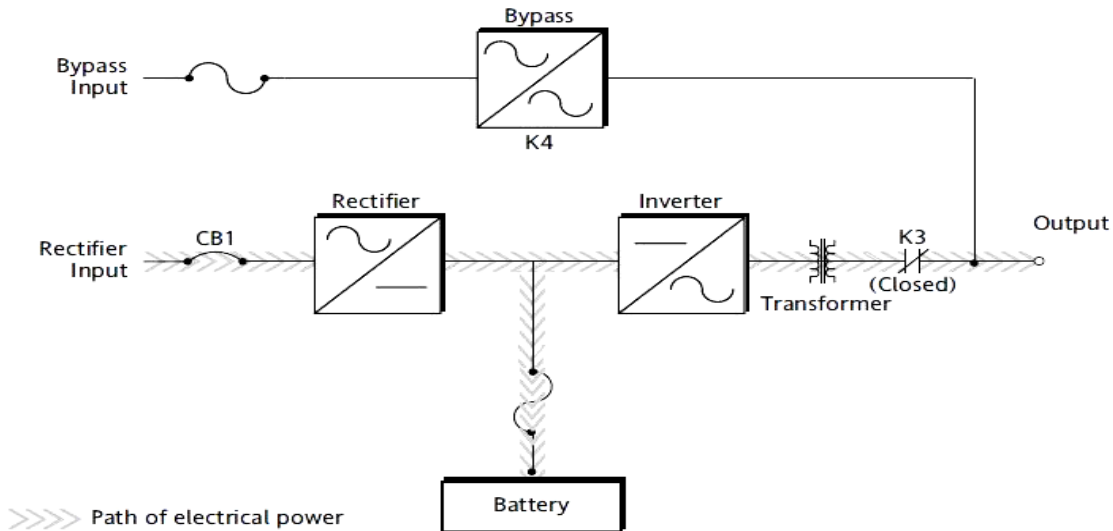 Bypass
Bypass
Input
K4
Rectifier
Inverter
Output
Rectifier
Input
CB1
K3
(Closed)
Transformer
Battery
Path of electrical power